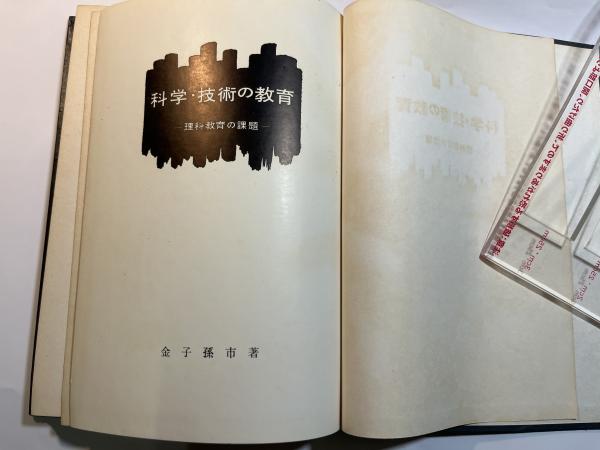 科学・技術の教育
―理科教育の課題―
金子孫市著